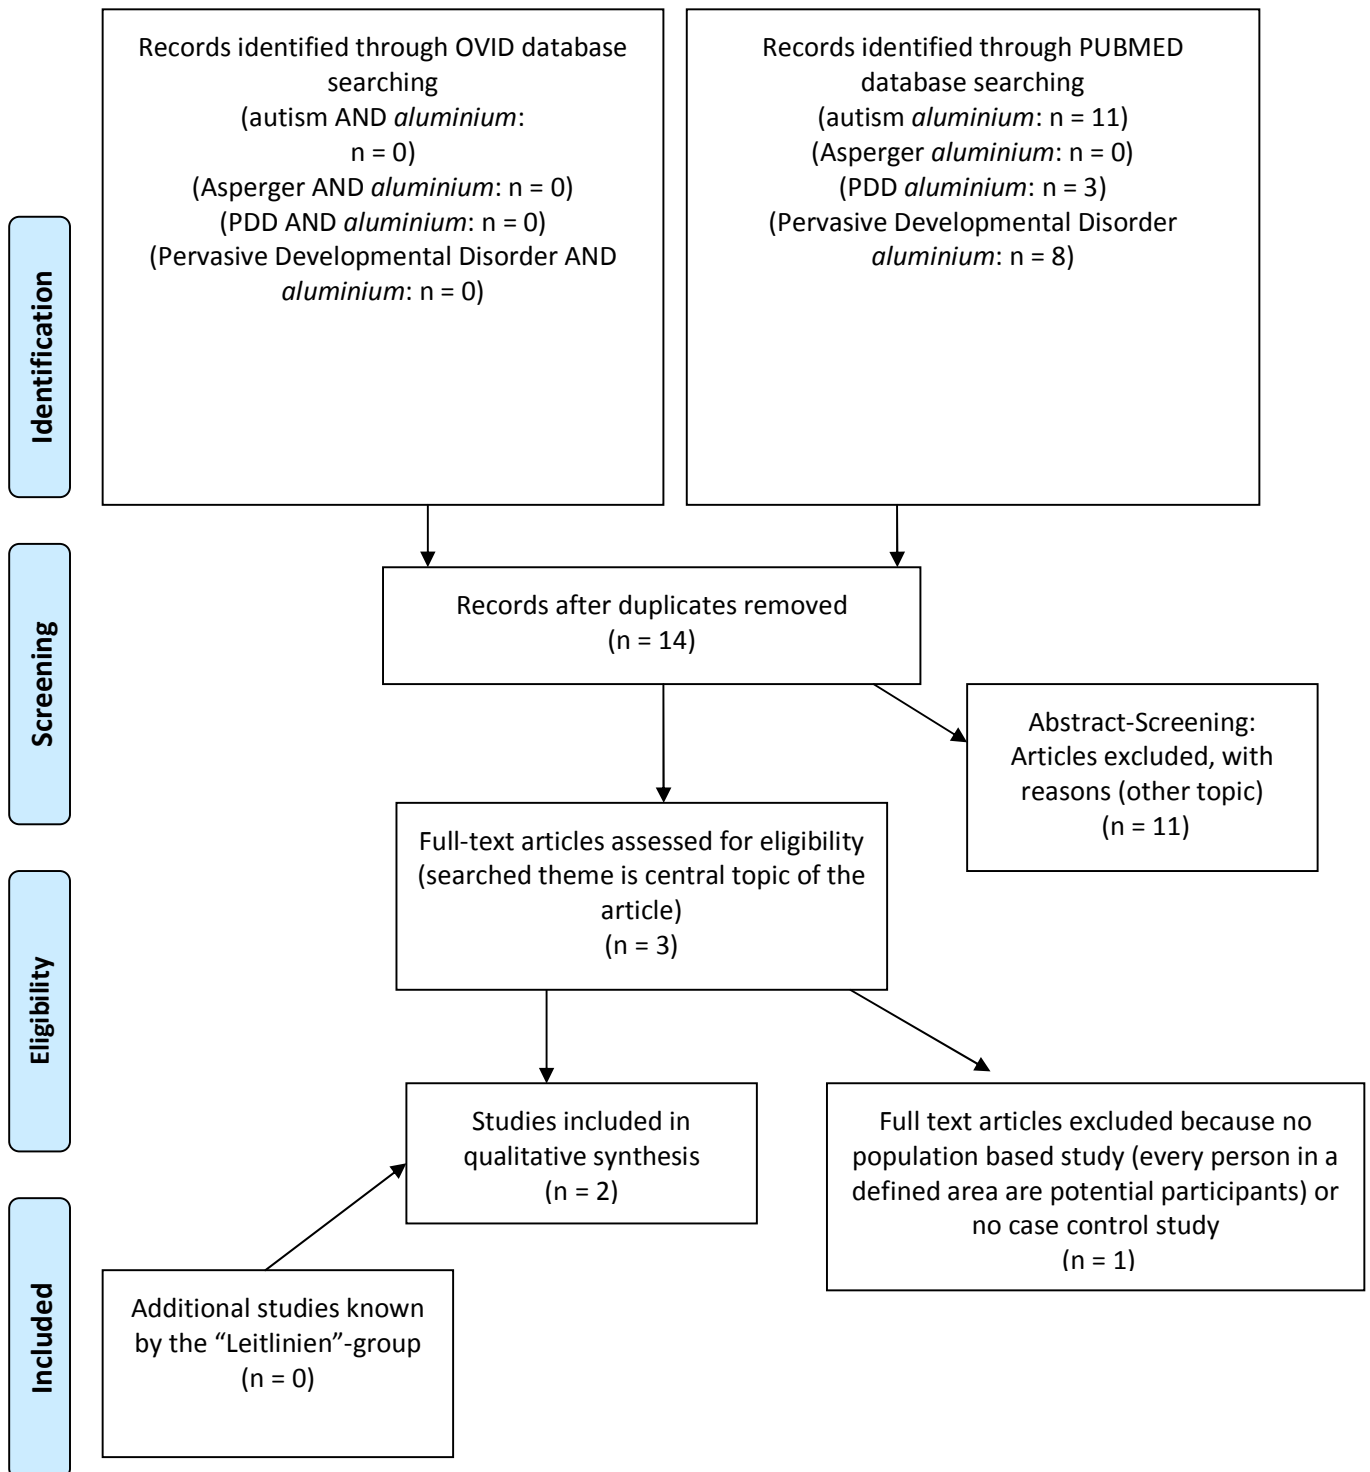 Records identified through OVID database
searching
(autism AND aluminium:
n = 0)
(Asperger AND aluminium: n = 0)
(PDD AND aluminium: n = 0)
(Pervasive Developmental Disorder AND
aluminium: n = 0)
Records identified through PUBMED
database searching
(autism aluminium: n = 11)
(Asperger aluminium: n = 0)
(PDD aluminium: n = 3)
(Pervasive Developmental Disorder
aluminium: n = 8)
Identification
Records after duplicates removed
(n = 14)
Screening
Abstract-Screening:
Articles excluded, with
reasons (other topic)
(n = 11)
Full-text articles assessed for eligibility
(searched theme is central topic of the
article)
(n = 3)
Eligibility
Studies included in
qualitative synthesis
(n = 2)
Full text articles excluded because no
population based study (every person in a
defined area are potential participants) or
no case control study
(n = 1)
Included
Additional studies known
by the “Leitlinien”-group
(n = 0)